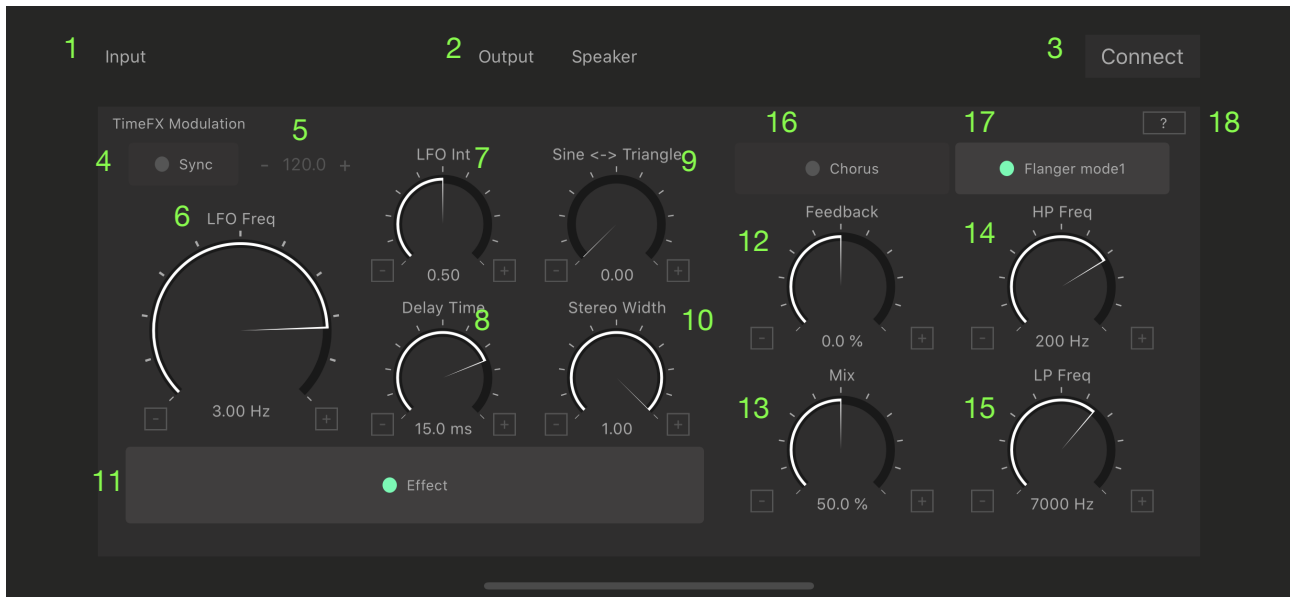 1 Input 2 Output Speaker 3 Connect
TimeFX Modulation 16 17 ? 18
4 Sync 5 - 120.0 + LFO Int 7 Sine <-> Triangle 9 Chorus Flanger mode1
6 LFO Freq 12 Feedback 14 HP Freq
- 0.50 + - 0.00 +
8 Delay Time Stereo Width 10 - 0.0 % + - 200 Hz +
13 Mix 15 LP Freq
- 3.00 Hz + - 15.0 ms + - 1.00 +
11 Effect - 50.0 % + - 7000 Hz +